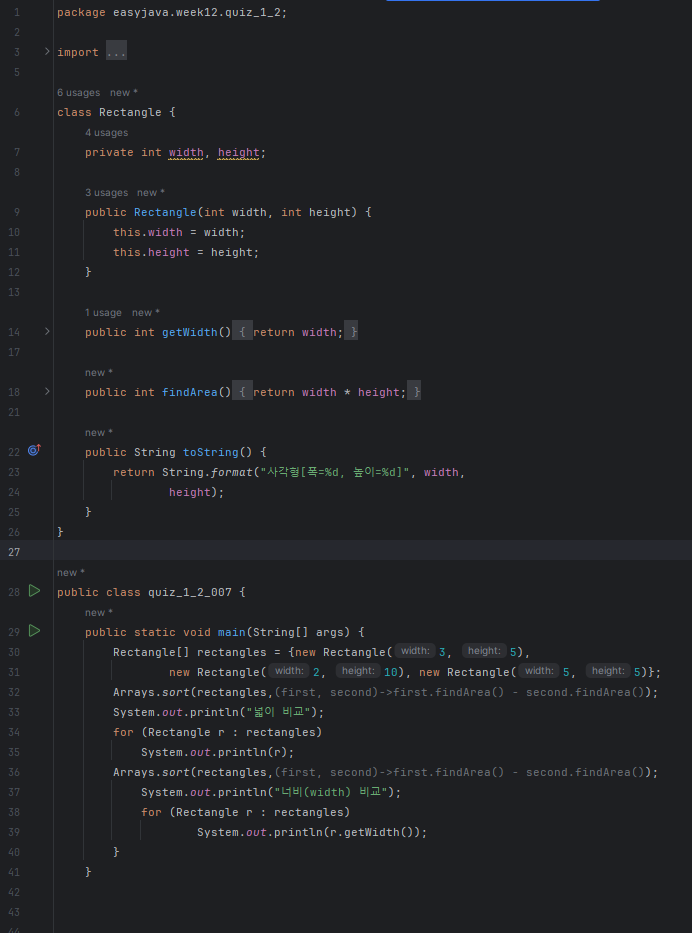 1 package easyjava.week12.quiz_1_2;
2
3 import ...
5
6 usages new *
6 class Rectangle {
4 usages
7 private int width, height;
8
3 usages new *
9 public Rectangle(int width, int height) {
10 this.width = width;
11 this.height = height;
12 }
13
1 usage new *
14 public int getWidth() { return width; }
17
new *
18 public int findArea() { return width * height; }
21
new *
22 public String toString() {
23 return String.format("사각형[폭=%d, 높이=%d]", width,
24 height);
25 }
26 }
27
new *
28 public class quiz_1_2_007 {
new *
29 public static void main(String[] args) {
30 Rectangle[] rectangles = {new Rectangle( width: 3, height: 5),
31 new Rectangle( width: 2, height: 10), new Rectangle( width: 5, height: 5)};
32 Arrays.sort(rectangles,(first, second)->first.findArea() - second.findArea());
33 System.out.println("넓이 비교");
34 for (Rectangle r : rectangles)
35 System.out.println(r);
36 Arrays.sort(rectangles,(first, second)->first.findArea() - second.findArea());
37 System.out.println("너비(width) 비교");
38 for (Rectangle r : rectangles)
39 System.out.println(r.getWidth());
40 }
41 }
42
43
44